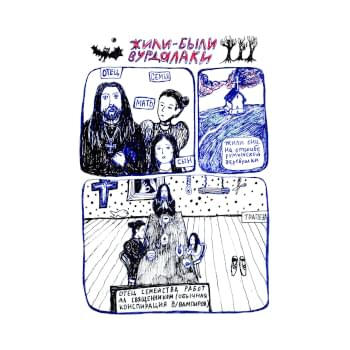 ЖИЛИ-БЫЛИ
ВУРДАЛАКИ
ОТЕЦ
СЕМЬЯ
МАТЬ
СЫН
ЖИЛИ ОНИ
НА ОТШИБЕ
РУМЫНСКОЙ
ДЕРЕВУШКИ
ТРАПЕЗА
ОТЕЦ СЕМЕЙСТВА РАБОТ
АЛ СВЯЩЕННИКОМ (ОБЫЧНАЯ
КОНСПИРАЦИЯ В/ВАМПИРОВ)